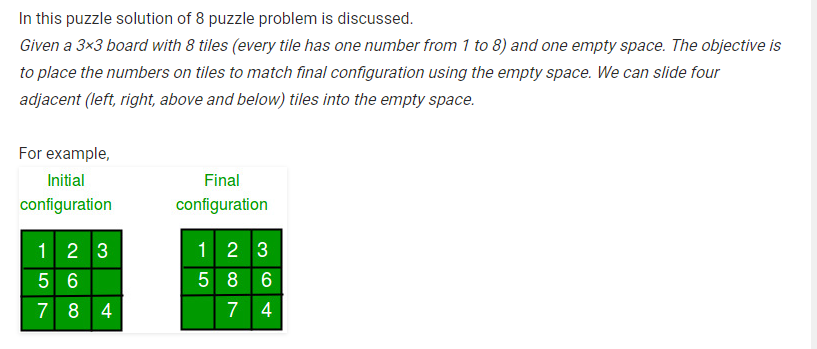 In this puzzle solution of 8 puzzle problem is discussed.
Given a 3×3 board with 8 tiles (every tile has one number from 1 to 8) and one empty space. The objective is
to place the numbers on tiles to match final configuration using the empty space. We can slide four
adjacent (left, right, above and below) tiles into the empty space.
For example,
Initial configuration
Final configuration
1 2 3
5 6
7 8 4
1 2 3
5 8 6
7 4